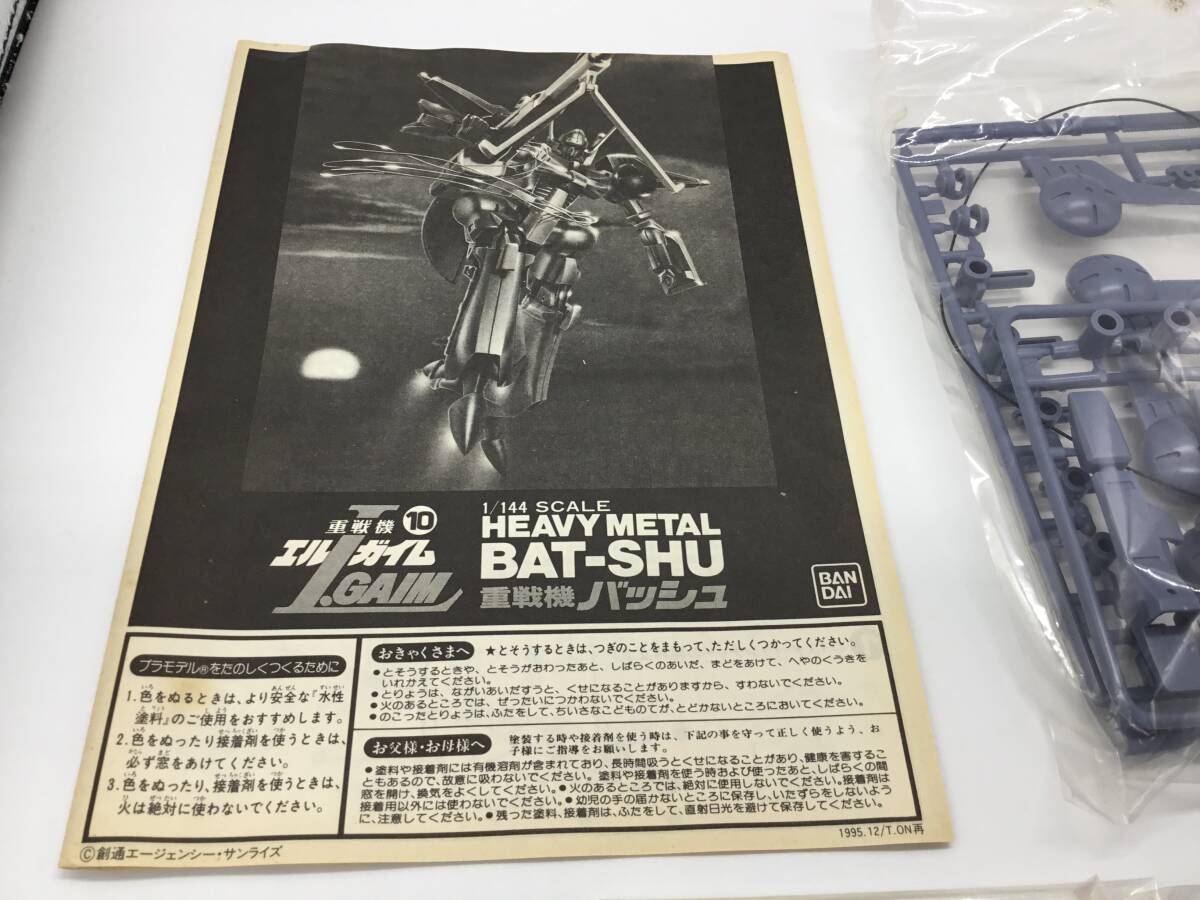 重戦機 10
エルガイム
L.GAIM
1/144 SCALE
HEAVY METAL
BAT-SHU
重戦機 バッシュ
BAN
DAI
プラモデル®をたのしくつくるために
1.色をぬるときは、より安全な『水性
塗料』のご使用をおすすめします。
2.色をぬったり接着剤を使うときは、
必ず窓をあけてください。
3.色をぬったり、接着剤を使うときは、
火は絶対に使わないでください。
おきゃくさまへ ★とそうするときは、つぎのことをまもって、ただしくつかってください。
●とそうするときや、とそうがおわったあと、しばらくのあいだ、まどをあけて、へやのくうきを
いれかえてください。
●とりょうは、ながいあいだすうと、くせになることがありますから、すわないでください。
●火のあるところでは、ぜったいにつかわないでください。
●のこったとりょうは、ふたをして、ちいさなこどものてが、とどかないところにおいてください。
お父様・お母様へ 塗装する時や接着剤を使う時は、下記の事を守って正しく使うよう、お
子様にご指導をお願いします。
●塗料や接着剤には有機溶剤が含まれており、長時間吸うとくせになることがあり、健康を害するこ
ともあるので、故意に吸わないでください。塗料や接着剤を使う時および使ったあと、しばらくの間
窓を開け、換気をよくしてください。●火のあるところでは、絶対に使用しないでください。接着剤は
接着用以外には使わないでください。●幼児の手の届かないところに保存し、いたずらをしないよう
に、注意してください。●残った塗料、接着剤は、ふたをして、直射日光を避けて保存してください。
©創通エージェンシー・サンライズ
1995.12/T.ON再